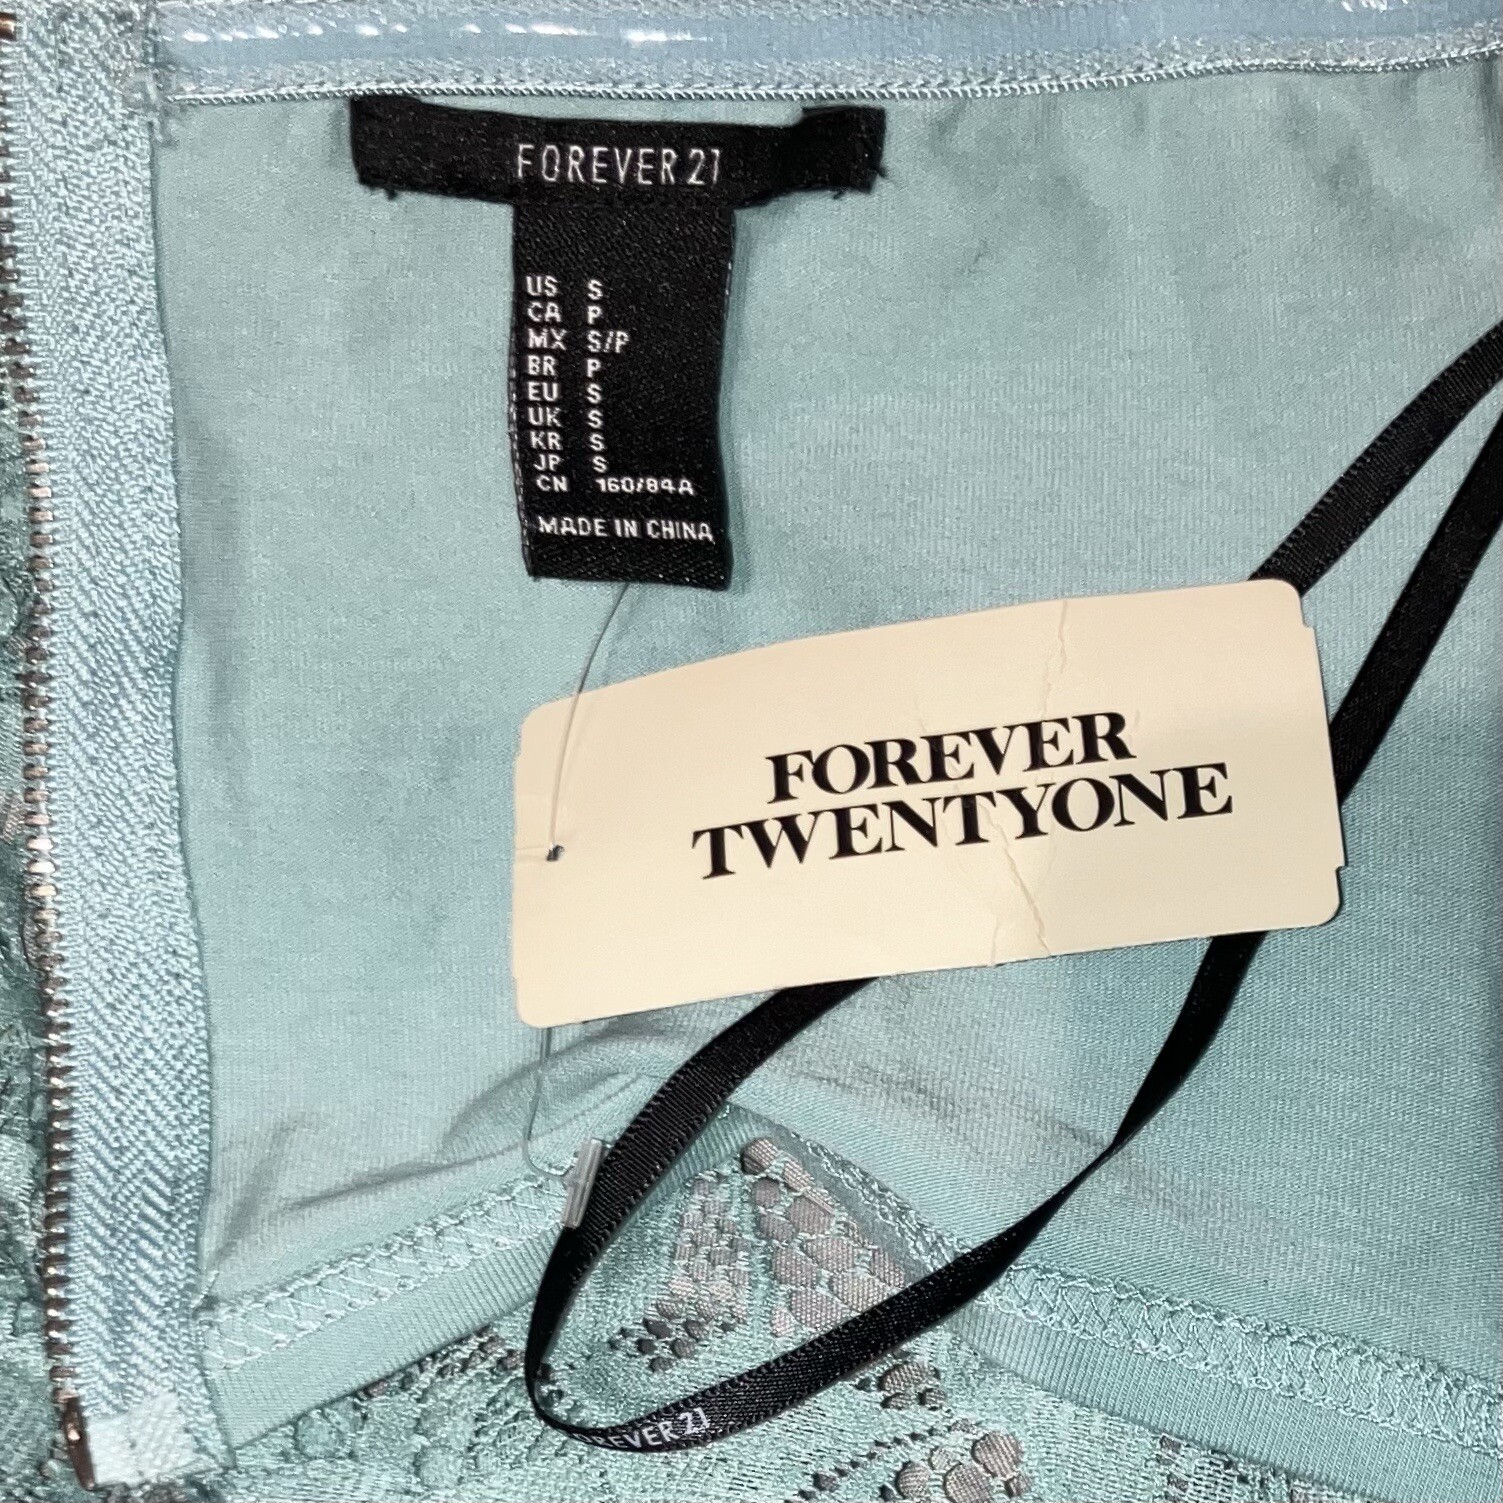 FOREVER 21
US S
CA P
MX S/P
BR P
EU S
UK S
KR S
JP S
CN 160/84A
MADE IN CHINA
FOREVER
TWENTYONE
FOREVER 21